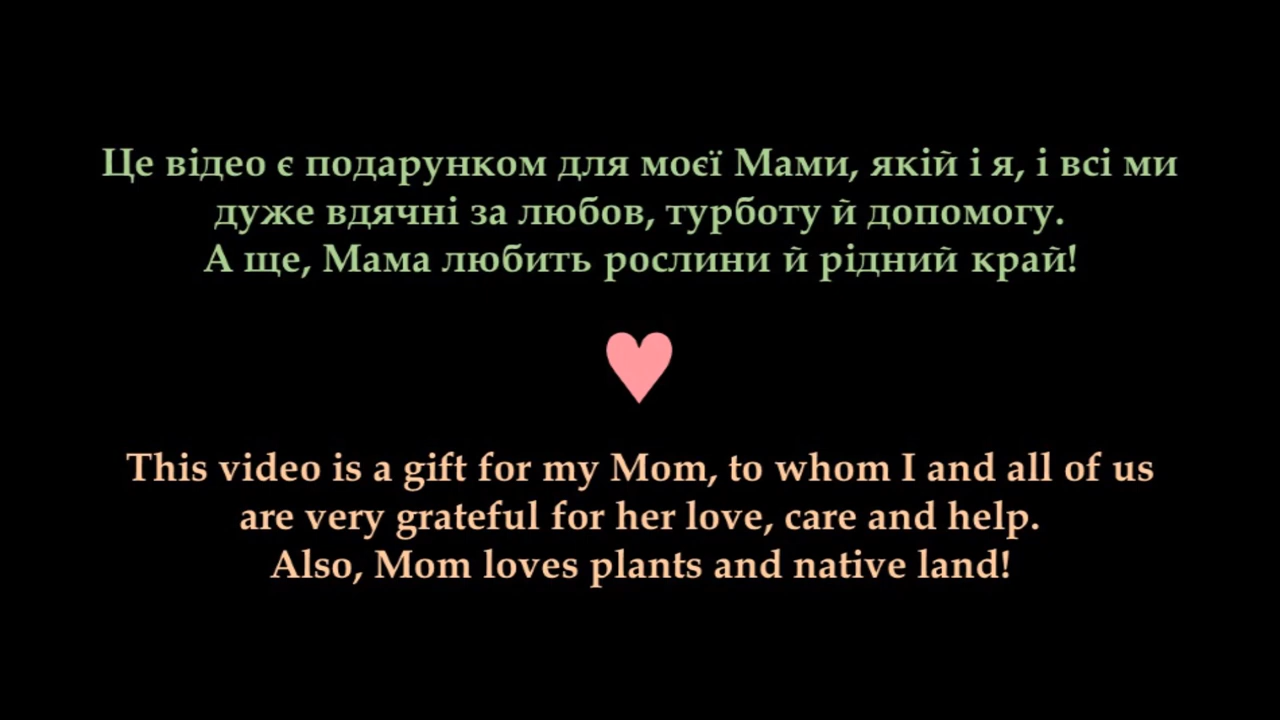 Це відео є подарунком для моєї Мами, якій і я, і всі ми
дуже вдячні за любов, турботу й допомогу.
А ще, Мама любить рослини й рідний край!
This video is a gift for my Mom, to whom I and all of us
are very grateful for her love, care and help.
Also, Mom loves plants and native land!